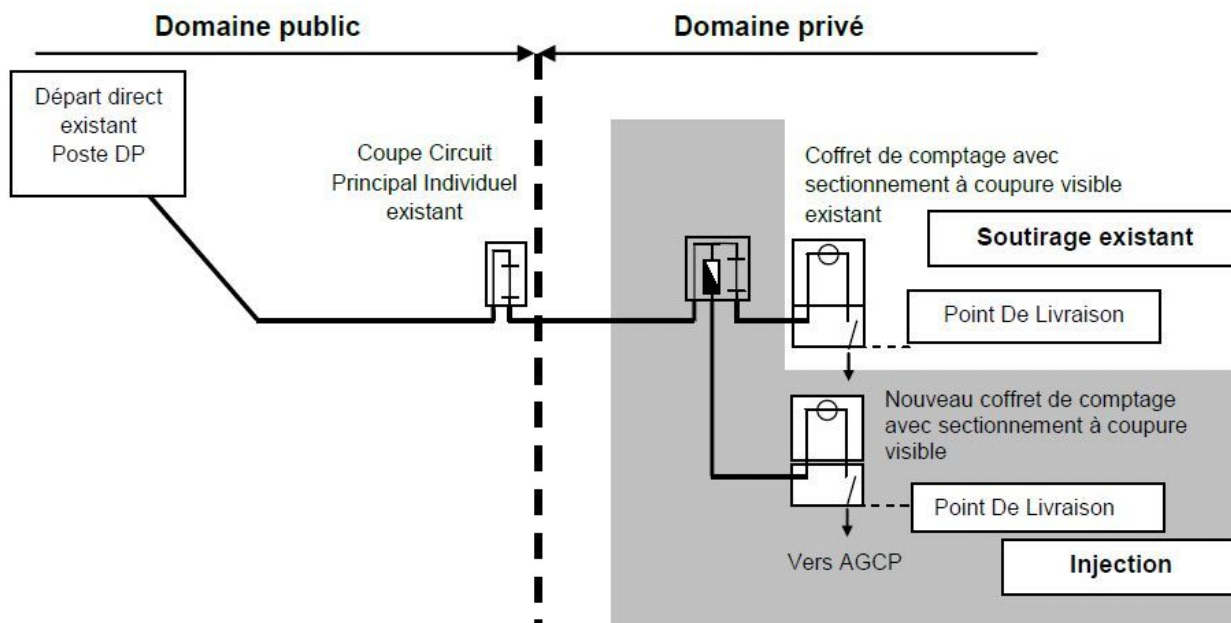 Domaine public
Domaine privé
Départ direct
existant
Poste DP
Coupe Circuit
Principal Individuel
existant
Coffret de comptage avec
sectionnement à coupure visible
existant
Soutirage existant
Point De Livraison
Nouveau coffret de comptage
avec sectionnement à coupure
visible
Point De Livraison
Vers AGCP
Injection